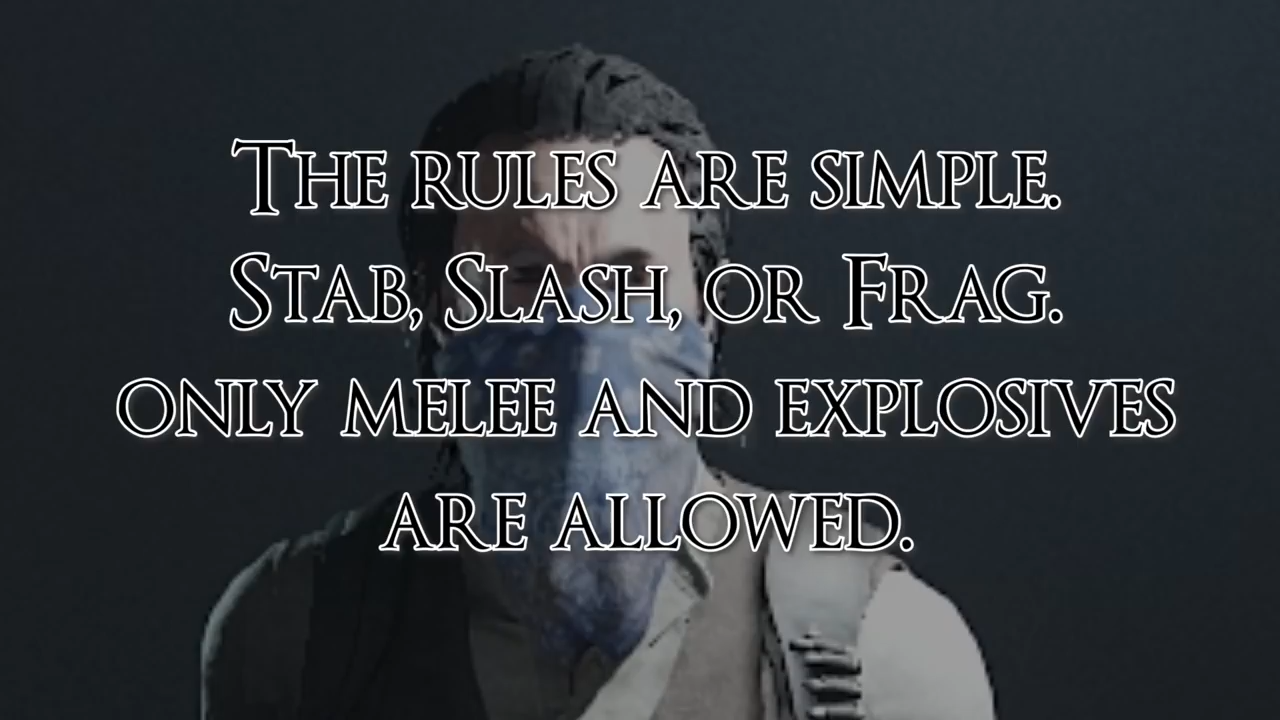 The rules are simple.
Stab, Slash, or Frag.
only melee and explosives
are allowed.